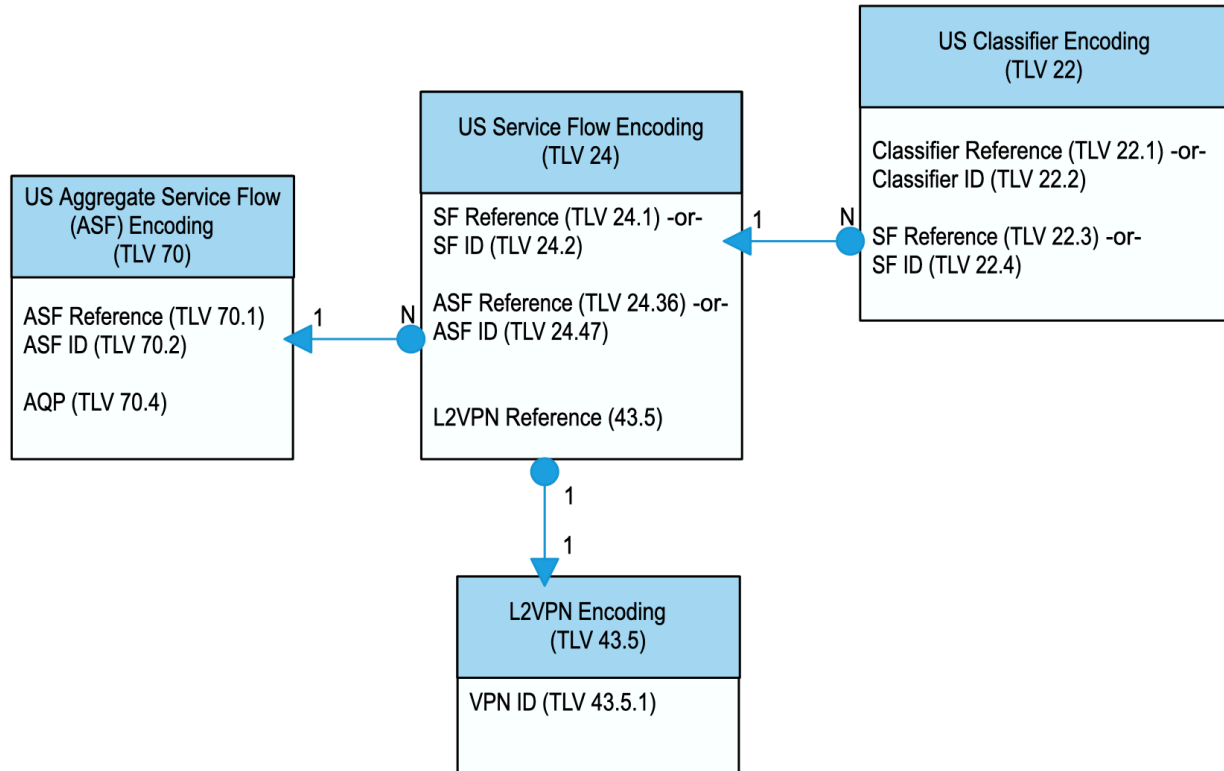 US Classifier Encoding
(TLV 22)
Classifier Reference (TLV 22.1) -or-
Classifier ID (TLV 22.2)
SF Reference (TLV 22.3) -or-
SF ID (TLV 22.4)
US Service Flow Encoding
(TLV 24)
SF Reference (TLV 24.1) -or-
SF ID (TLV 24.2)
ASF Reference (TLV 24.36) -or-
ASF ID (TLV 24.47)
L2VPN Reference (43.5)
1
N
US Aggregate Service Flow
(ASF) Encoding
(TLV 70)
ASF Reference (TLV 70.1)
ASF ID (TLV 70.2)
AQP (TLV 70.4)
1
N
1
1
L2VPN Encoding
(TLV 43.5)
VPN ID (TLV 43.5.1)